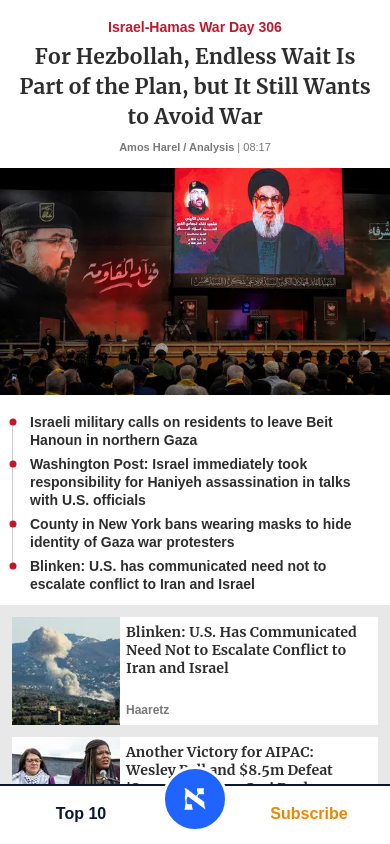 Israel-Hamas War Day 306
For Hezbollah, Endless Wait Is
Part of the Plan, but It Still Wants
to Avoid War
Amos Harel / Analysis | 08:17
فؤاد المقاومة
Israeli military calls on residents to leave Beit
Hanoun in northern Gaza
Washington Post: Israel immediately took
responsibility for Haniyeh assassination in talks
with U.S. officials
County in New York bans wearing masks to hide
identity of Gaza war protesters
Blinken: U.S. has communicated need not to
escalate conflict to Iran and Israel
Blinken: U.S. Has Communicated
Need Not to Escalate Conflict to
Iran and Israel
Haaretz
Another Victory for AIPAC:
Wesley and $8.5m Defeat
Top 10
Subscribe